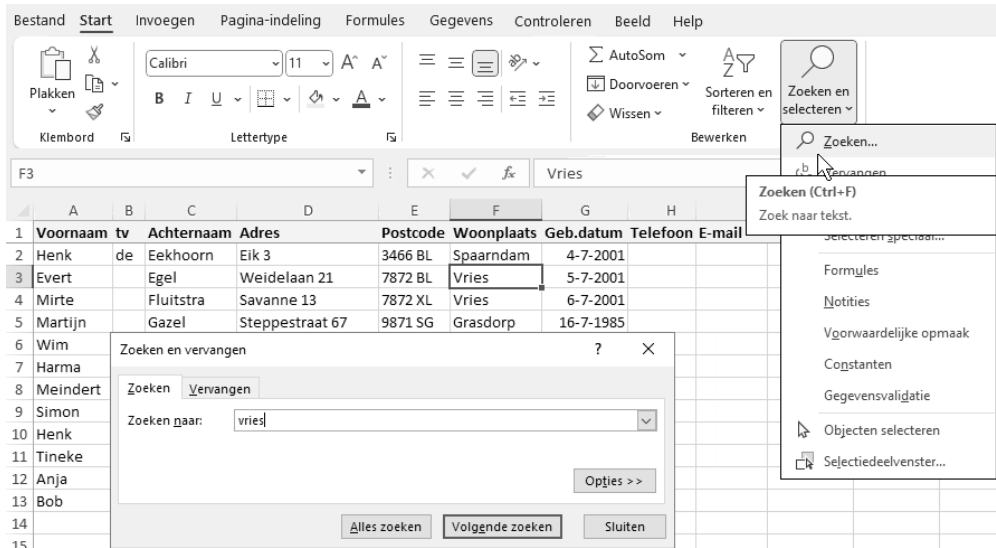 Bestand Start Invoegen Pagina-indeling Formules Gegevens Controleren Beeld Help
Plakken
Klembord
Calibri 11
B I U A
Lettertype
AutoSom
Doorvoeren
Wissen
Sorteren en
filteren
Bewerken
Zoeken en
selecteren
Zoeken...
Vervangen
Zoeken (Ctrl+F)
Zoek naar tekst.
Selecteren speciaal...
Formules
Notities
Voorwaardelijke opmaak
Constanten
Gegevensvalidatie
Objecten selecteren
Selectiedeelvenster...
F3 fx Vries
A B C D E F G H
1 Voornaam tv Achternaam Adres Postcode Woonplaats Geb.datum Telefoon E-mail
2 Henk de Eekhoorn Eik 3 3466 BL Spaarndam 4-7-2001
3 Evert Egel Weidelaan 21 7872 BL Vries 5-7-2001
4 Mirte Fluitstra Savanne 13 7872 XL Vries 6-7-2001
5 Martijn Gazel Steppestraat 67 9871 SG Grasdorp 16-7-1985
6 Wim
7 Harma
8 Meindert
9 Simon
10 Henk
11 Tineke
12 Anja
13 Bob
14
15
Zoeken en vervangen ?
Zoeken Vervangen
Zoeken naar: vries
Opties >>
Alles zoeken Volgende zoeken Sluiten